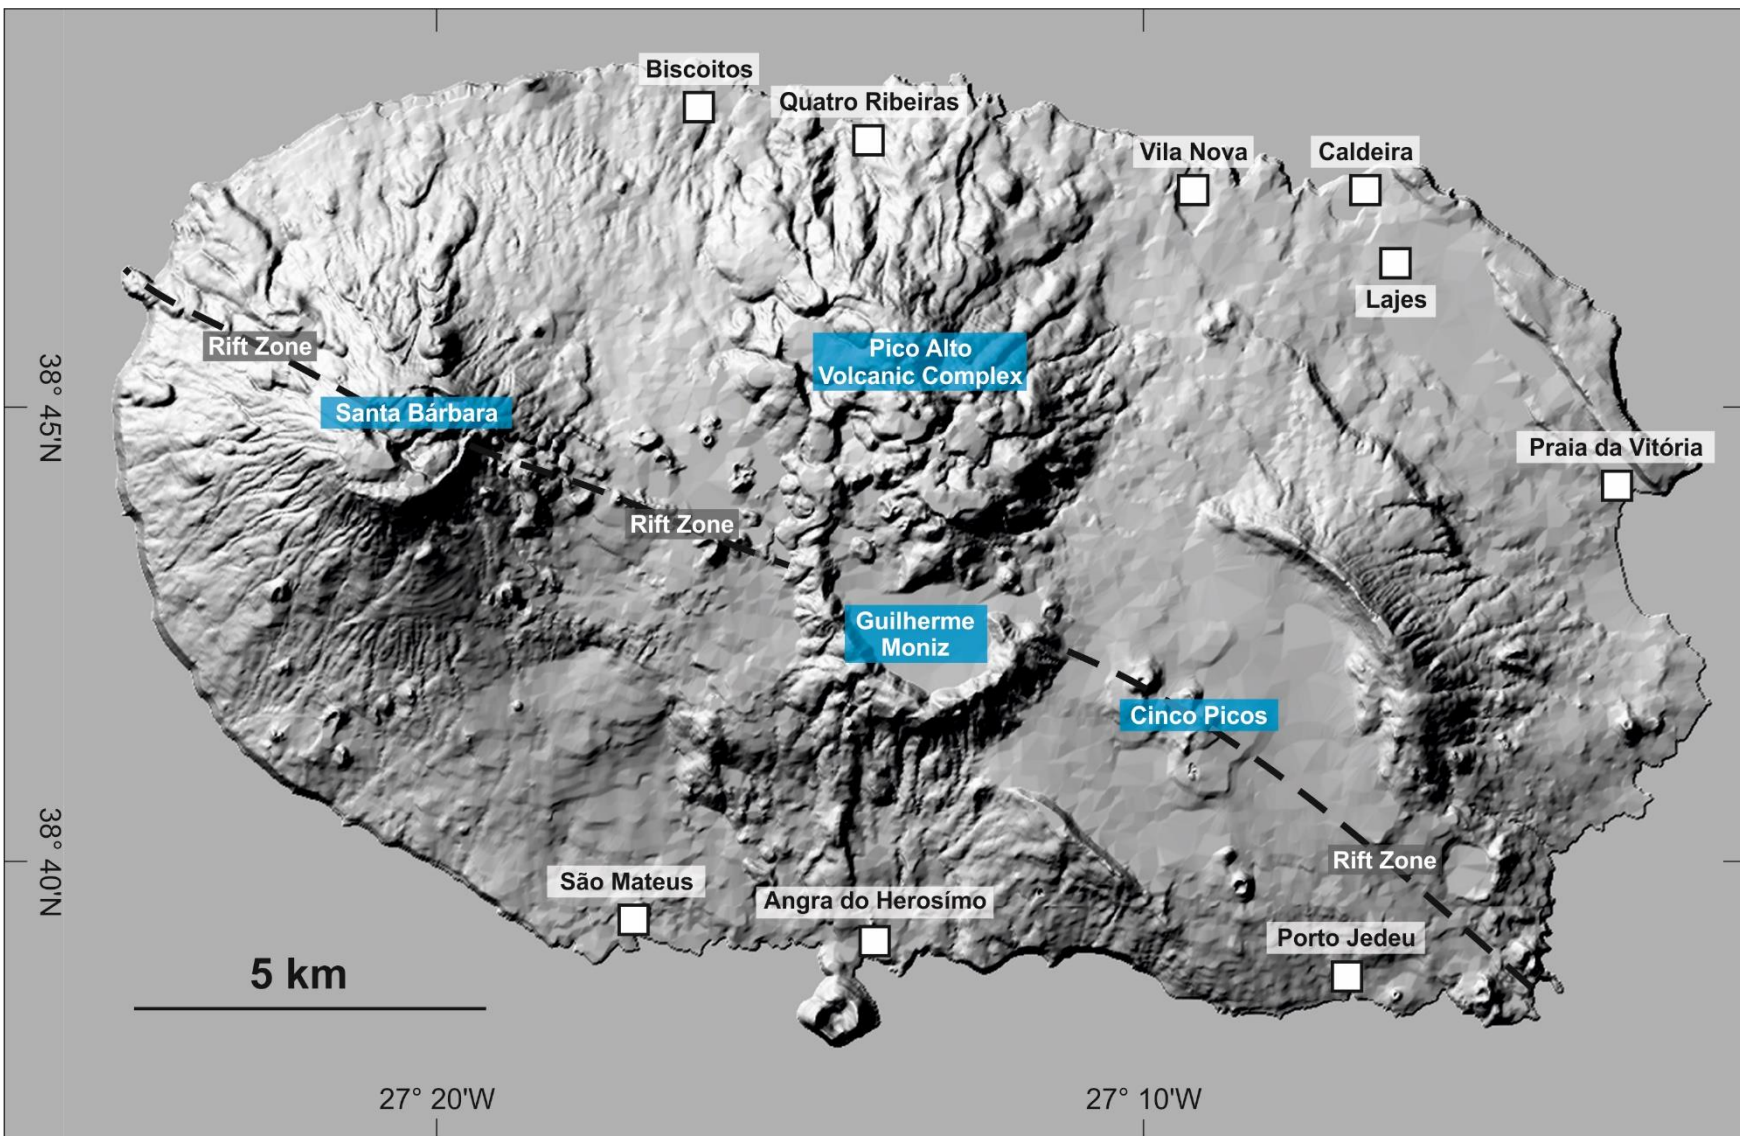 Biscoitos
Quatro Ribeiras
Vila Nova
Caldeira
Lajes
Rift Zone
Pico Alto
Volcanic Complex
Santa Bárbara
38° 45'N
Praia da Vitória
Rift Zone
Guilherme
Moniz
Cinco Picos
38° 40'N
Rift Zone
São Mateus
Angra do Herosímo
Porto Jedeu
5 km
27° 20'W
27° 10'W